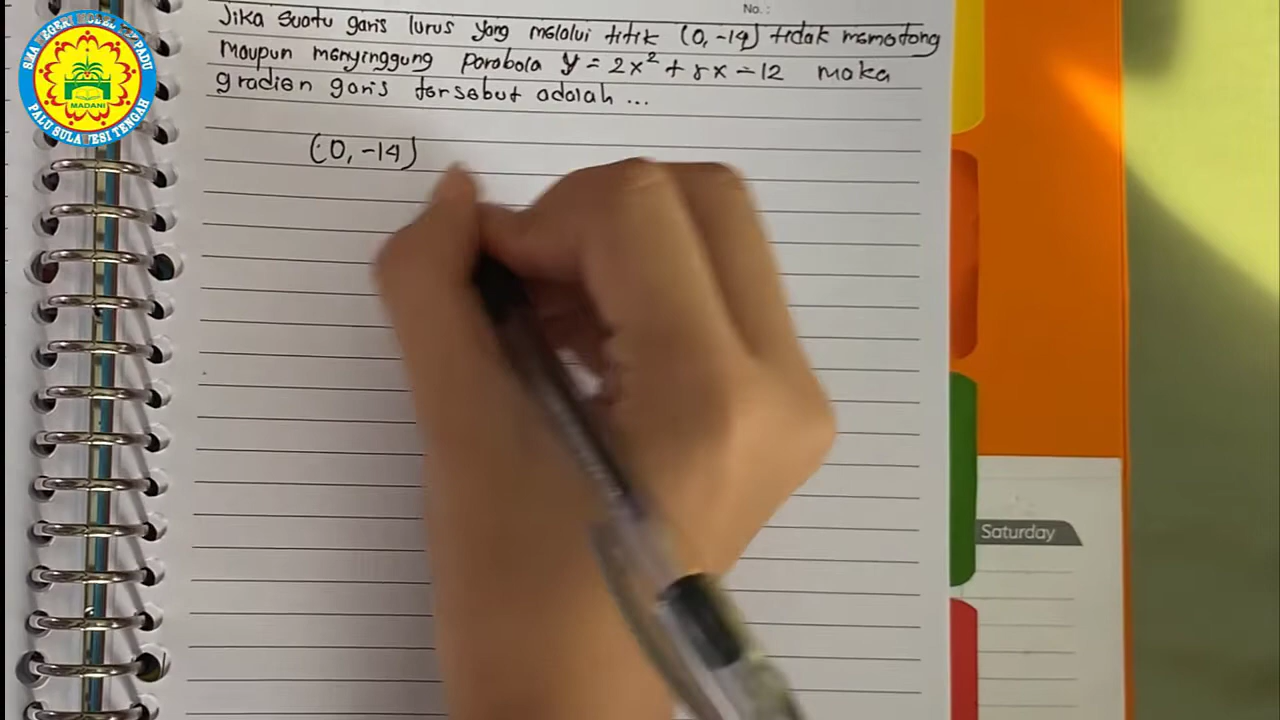 No. :
Jika suatu garis lurus yang melalui titik (0, -14) tidak memotong
maupun menyinggung parabola y = 2x² + 5x - 12 maka
gradien garis tersebut adalah ...
(0, -14)
SMA NEGERI MODEL TERPADU
MADANI
PALU SULAWESI TENGAH
Saturday